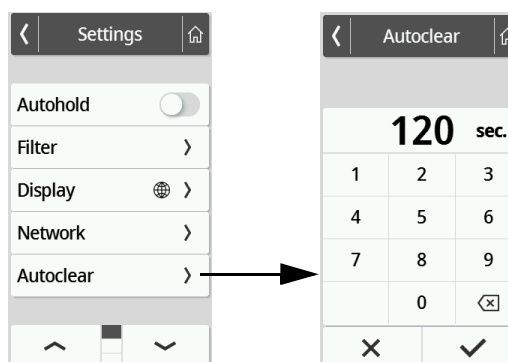 Settings
Autohold
Filter
Display
Network
Autoclear
Autoclear
120 sec.
1 2 3
4 5 6
7 8 9
0